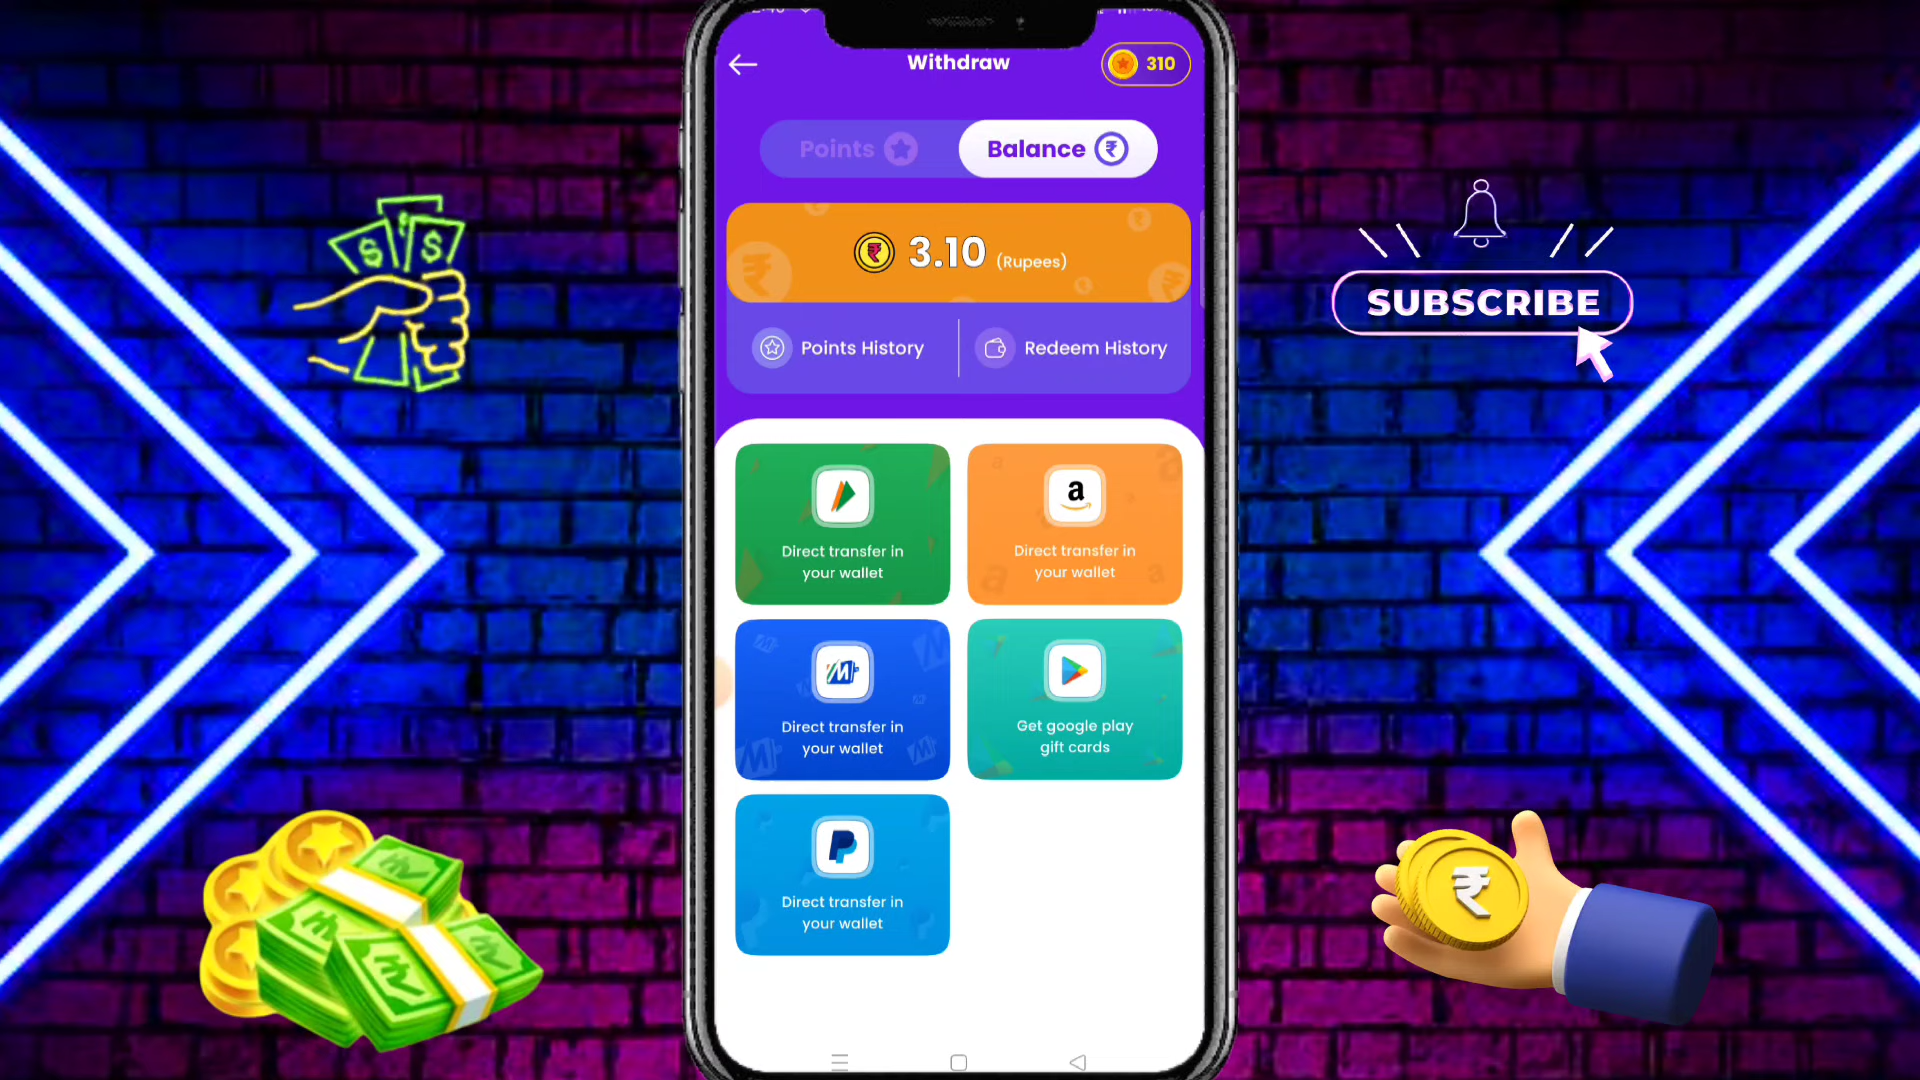 Withdraw
310
Points
Balance
3.10 (Rupees)
Points History
Redeem History
Direct transfer in
your wallet
a
Direct transfer in
your wallet
Direct transfer in
your wallet
Get google play
gift cards
Direct transfer in
your wallet
SUBSCRIBE